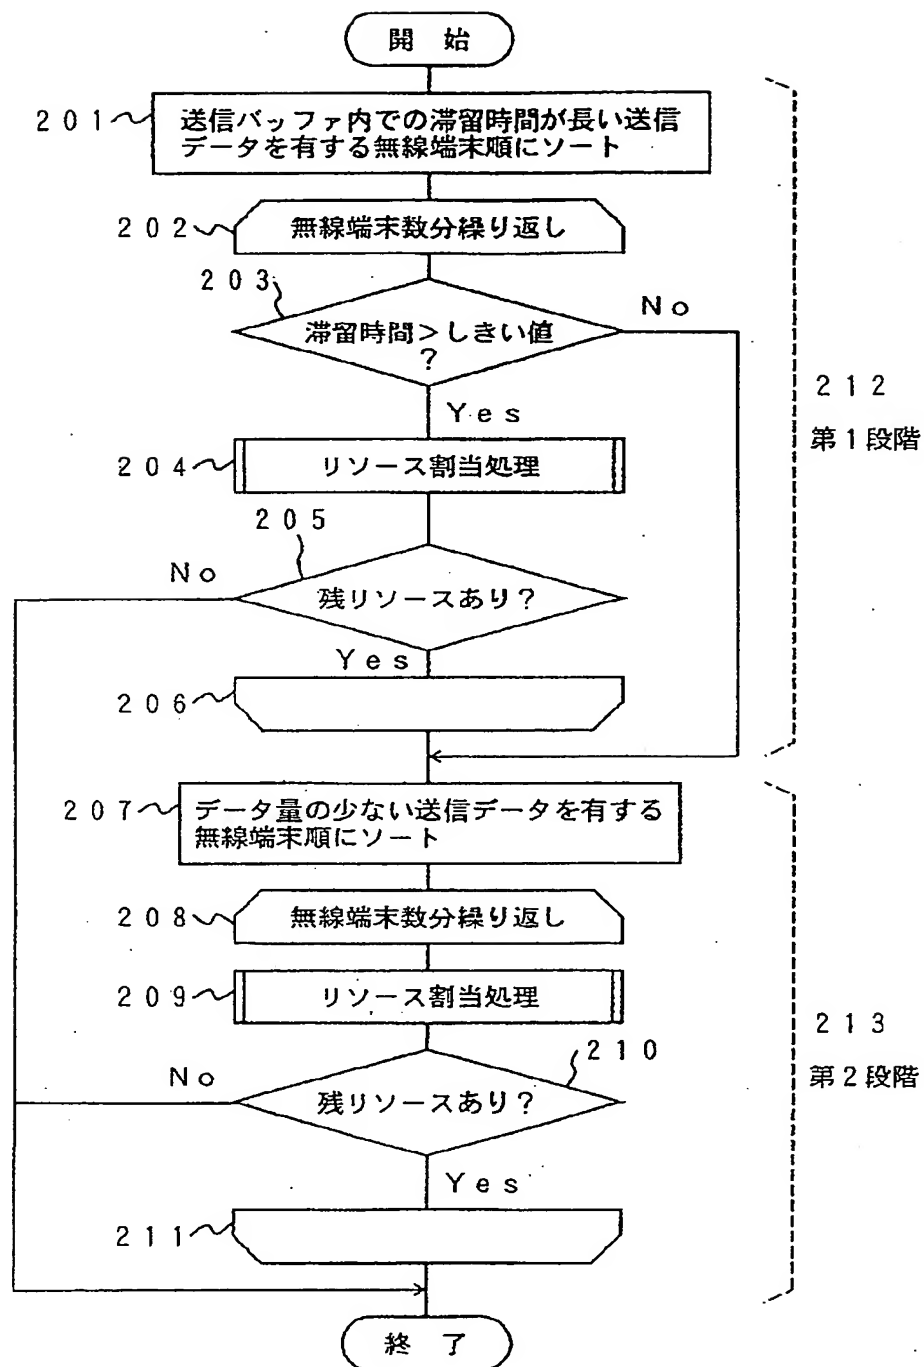 開 始
201
送信バッファ内での滞留時間が長い送信
データを有する無線端末順にソート
202
無線端末数分繰り返し
203
滞留時間>しきい値
?
No
Yes
212
第1段階
204
リソース割当処理
205
残リソースあり?
No
Yes
206
207
データ量の少ない送信データを有する
無線端末順にソート
208
無線端末数分繰り返し
209
リソース割当処理
213
第2段階
210
残リソースあり?
No
Yes
211
終 了